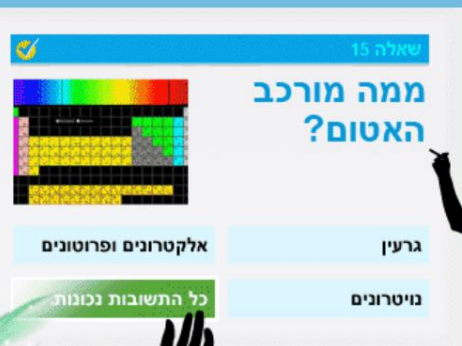 שאלה 15
ממה מורכב
האטום?
גרעין
אלקטרונים ופרוטונים
נויטרונים
כל התשובות נכונות